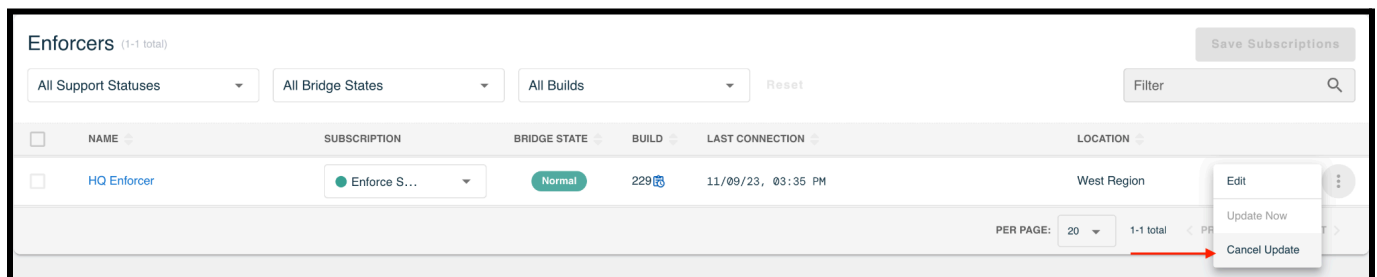 Enforcers (1-1 total)
Save Subscriptions
All Support Statuses
All Bridge States
All Builds
Reset
Filter
NAME SUBSCRIPTION BRIDGE STATE BUILD LAST CONNECTION LOCATION
HQ Enforcer Enforce S... Normal 229 11/09/23, 03:35 PM West Region
Edit
Update Now
Cancel Update
PER PAGE: 20 1-1 total